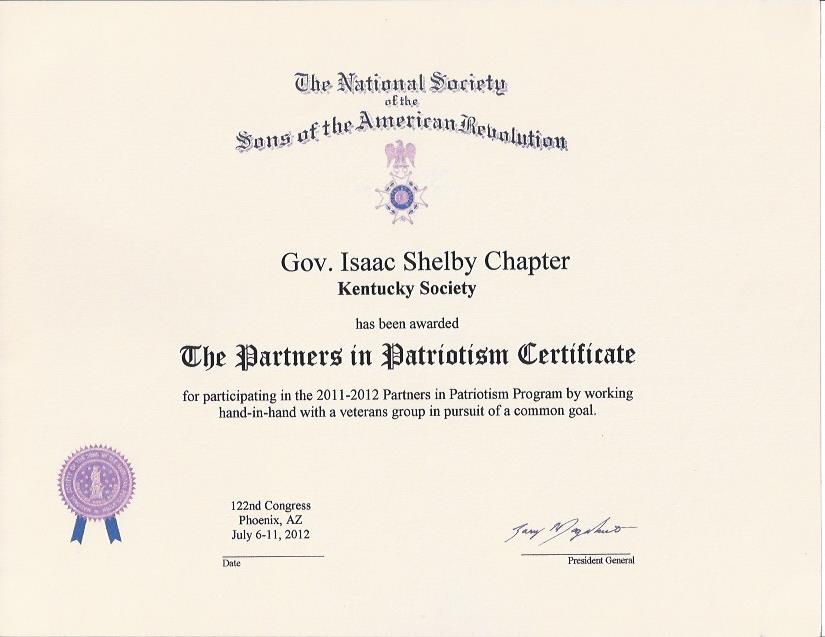 The National Society
of the
Sons of the American Revolution
Gov. Isaac Shelby Chapter
Kentucky Society
has been awarded
The Partners in Patriotism Certificate
for participating in the 2011-2012 Partners in Patriotism Program by working
hand-in-hand with a veterans group in pursuit of a common goal.
122nd Congress
Phoenix, AZ
July 6-11, 2012
Date
President General